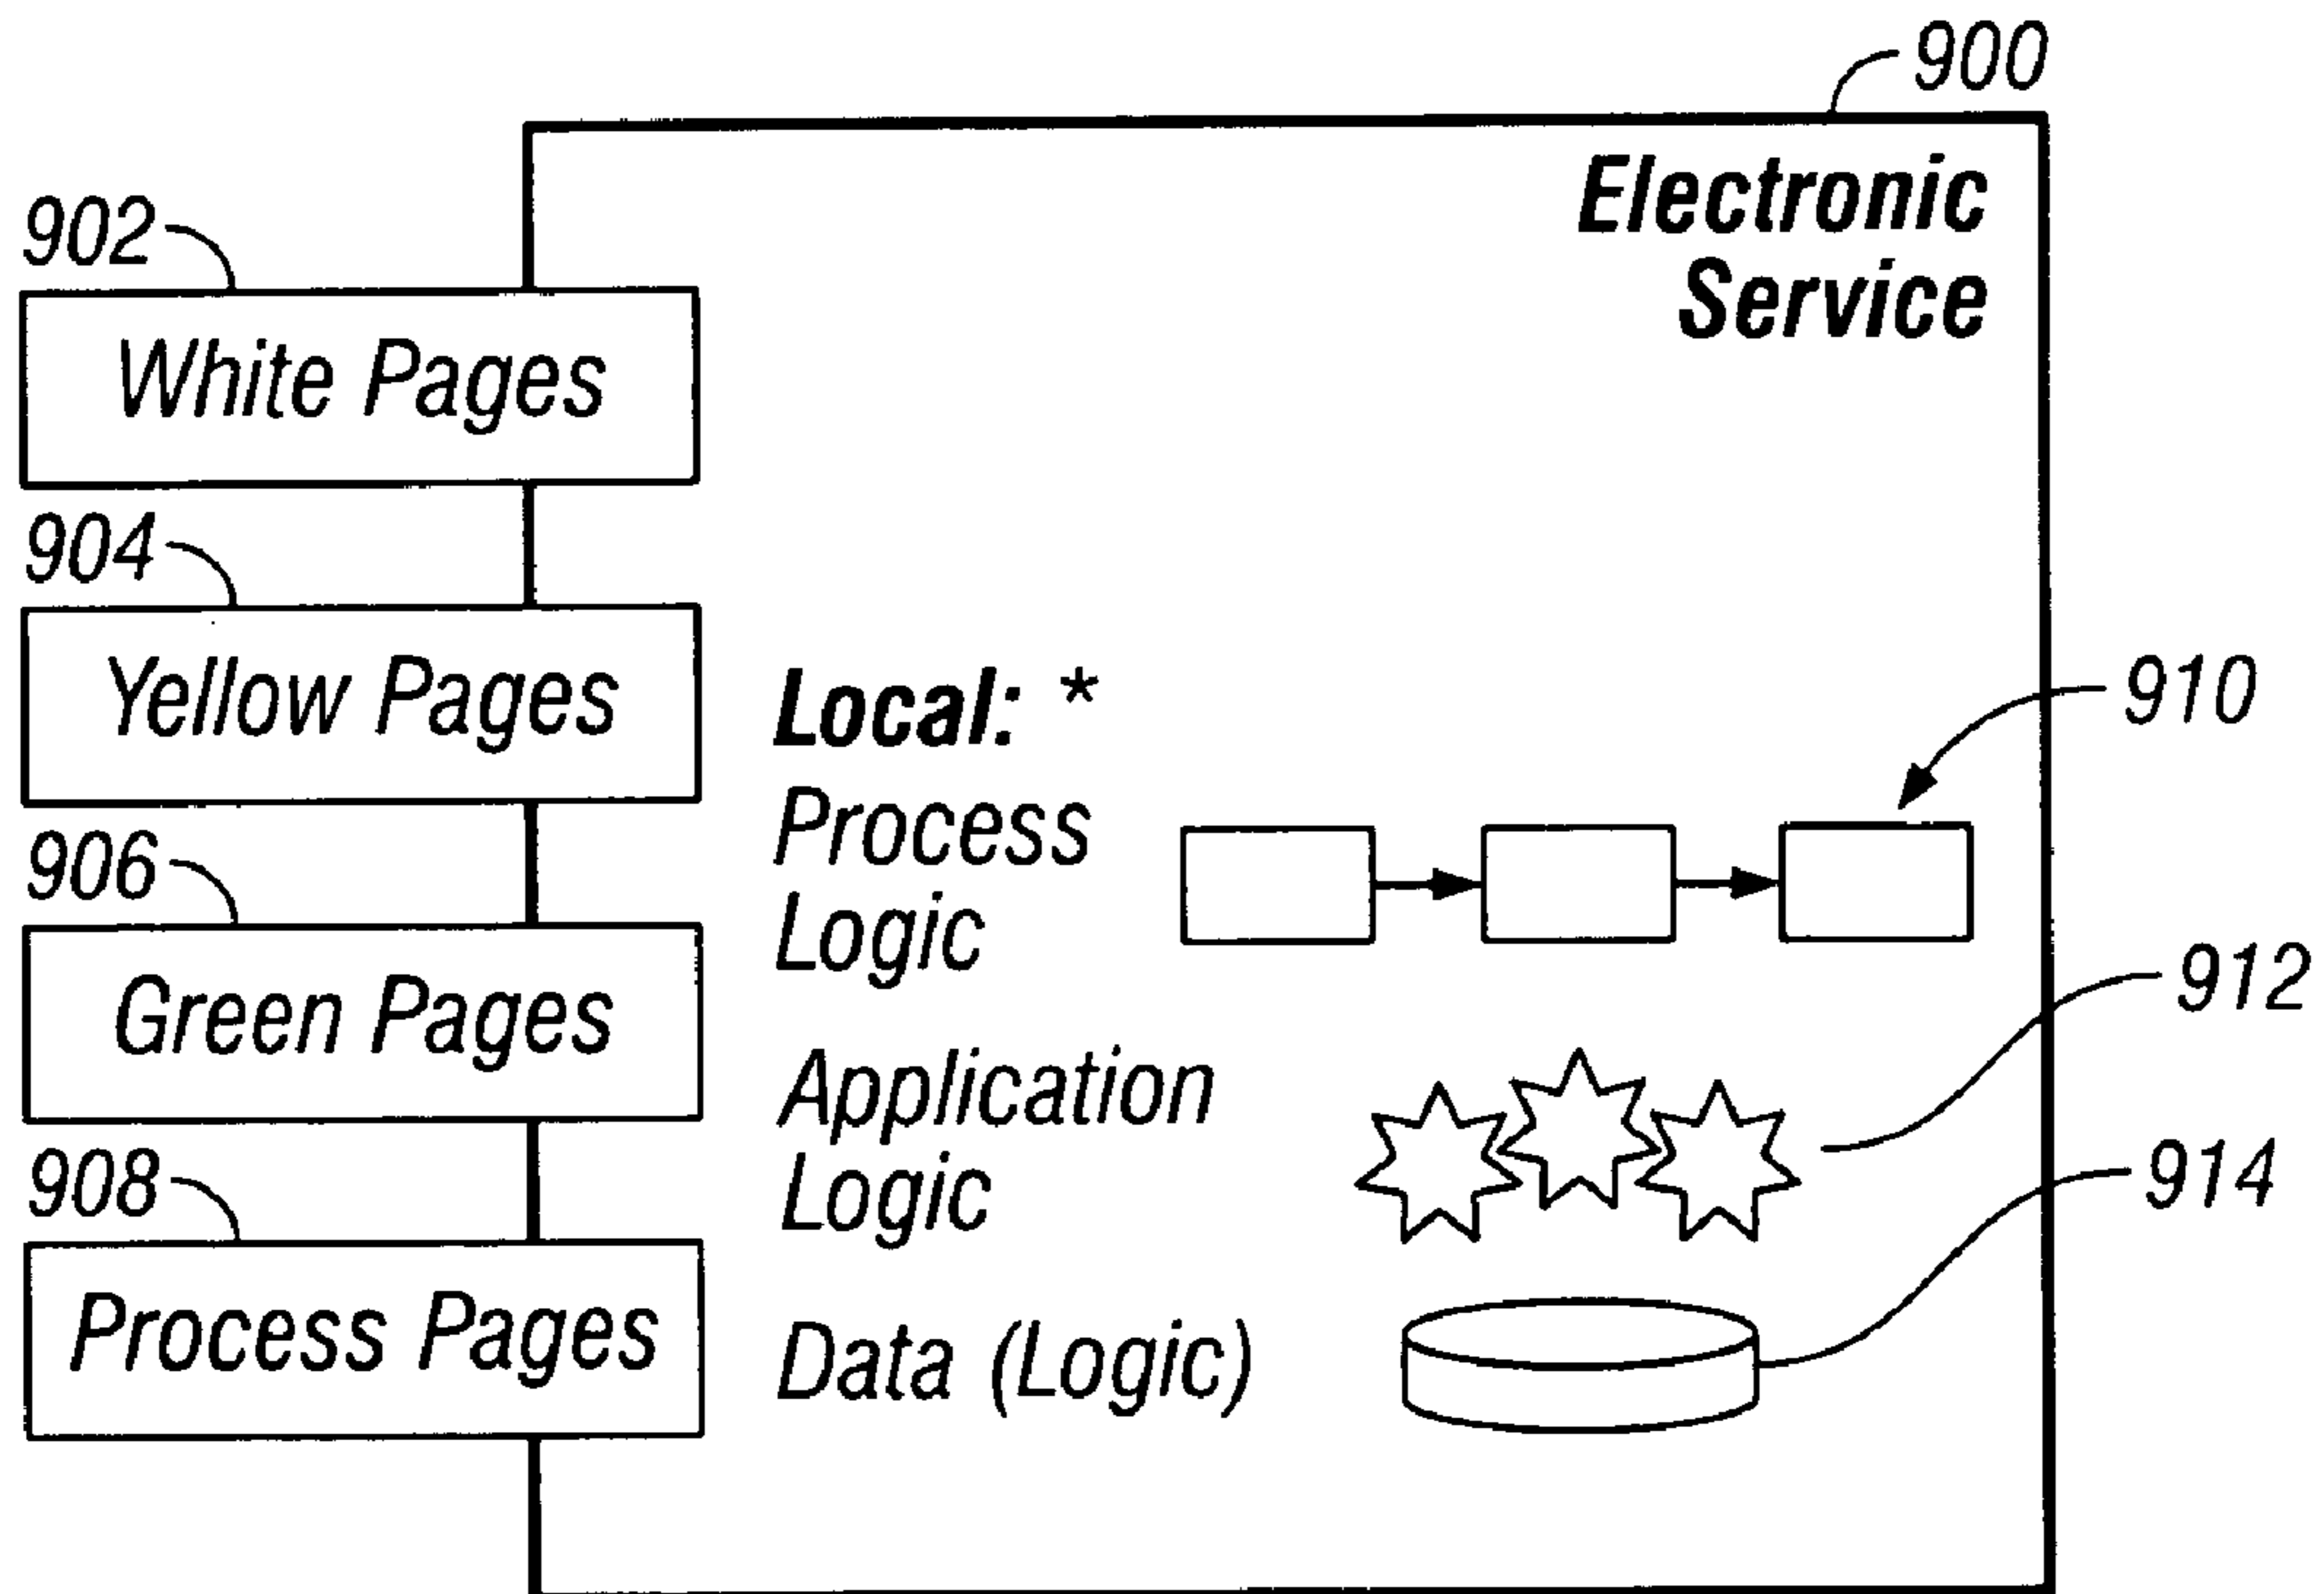 900
Electronic
Service
902
White Pages
904
Yellow Pages
906
Green Pages
908
Process Pages
Local: *
Process
Logic
910
Application
Logic
912
Data (Logic)
914